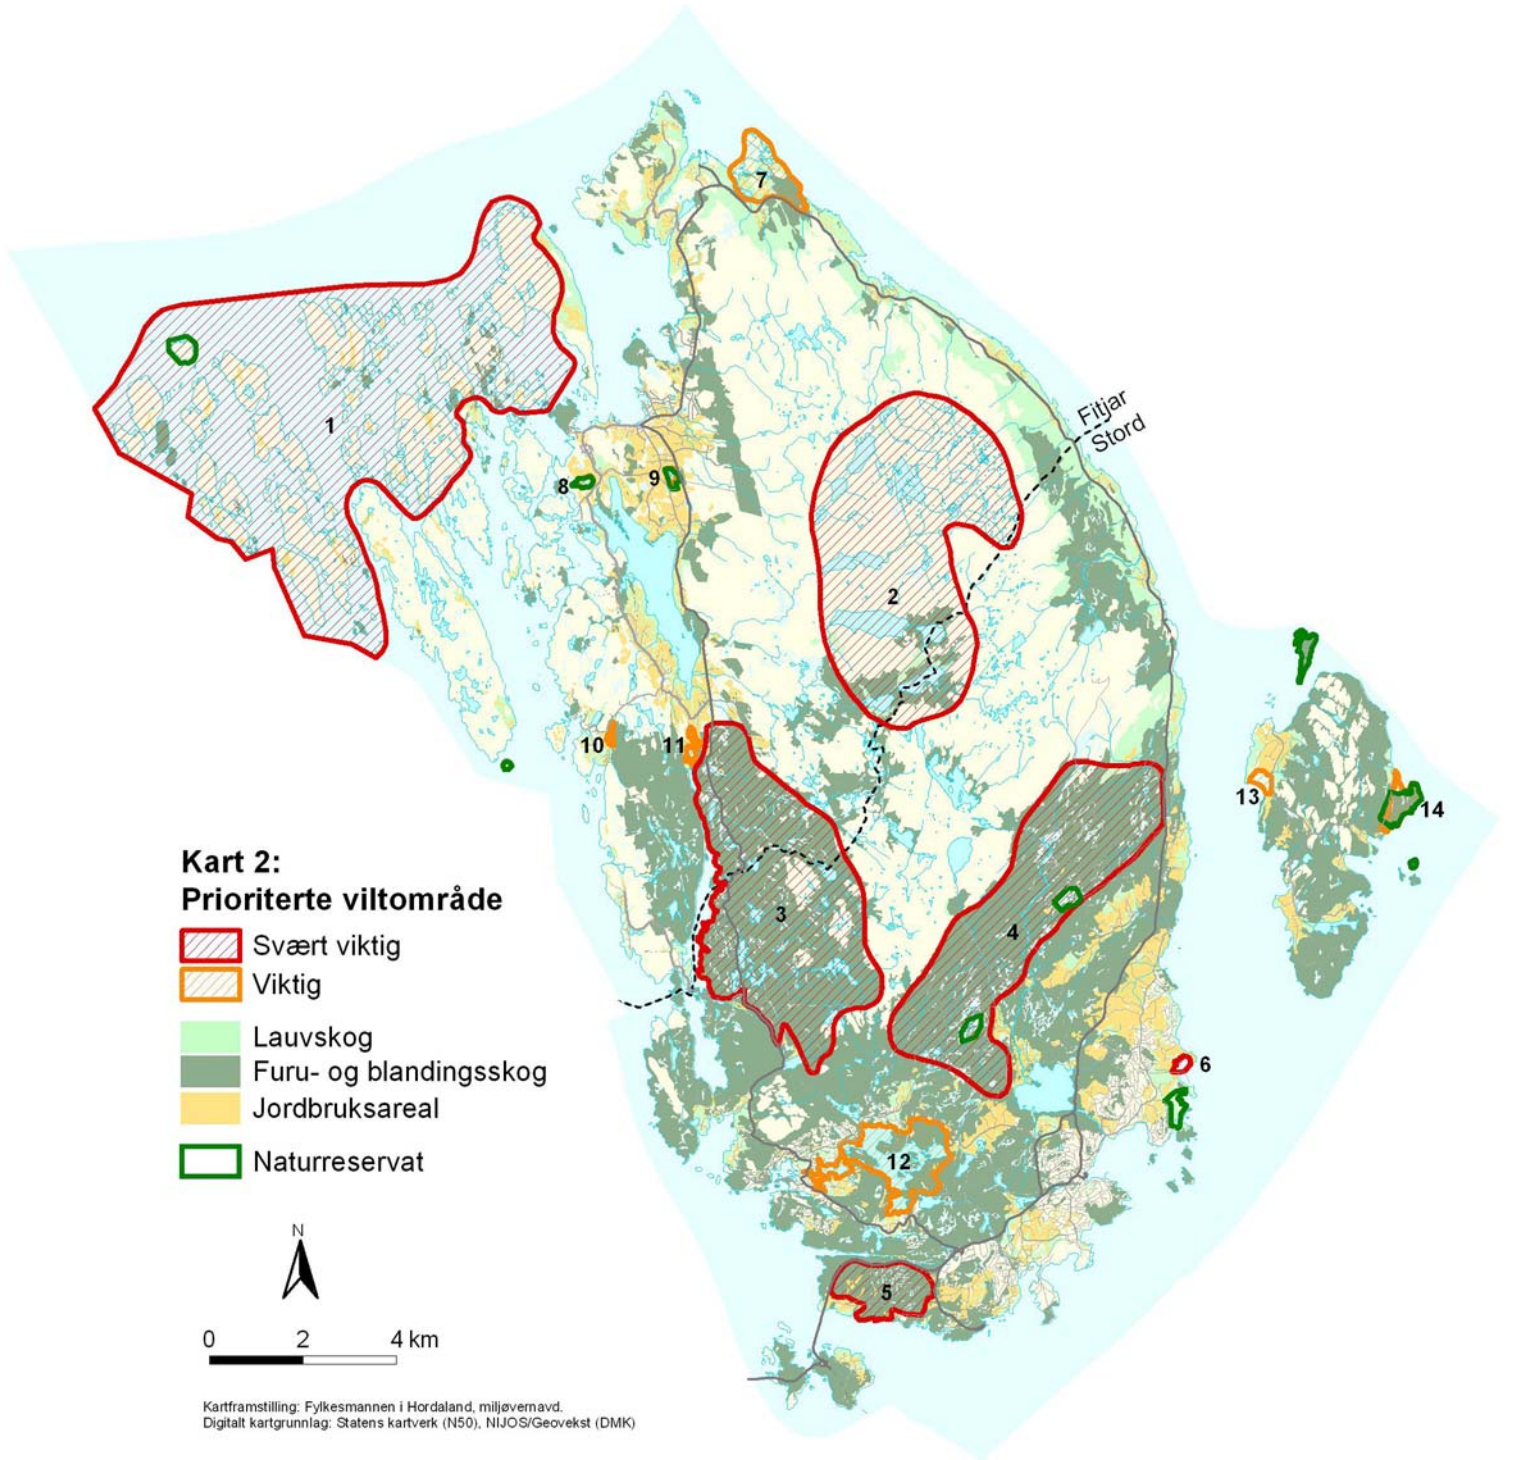 7
Fitjar
Stord
1
8
9
2
10
11
13
14
Kart 2:
Prioriterte viltområde
Svært viktig
Viktig
Lauvskog
Furu- og blandingsskog
Jordbruksareal
Naturreservat
3
4
6
12
5
N
0 2 4 km
Kartframstilling: Fylkesmannen i Hordaland, miljøvernavd.
Digitalt kartgrunnlag: Statens kartverk (N50), NIJOS/Geovekst (DMK)